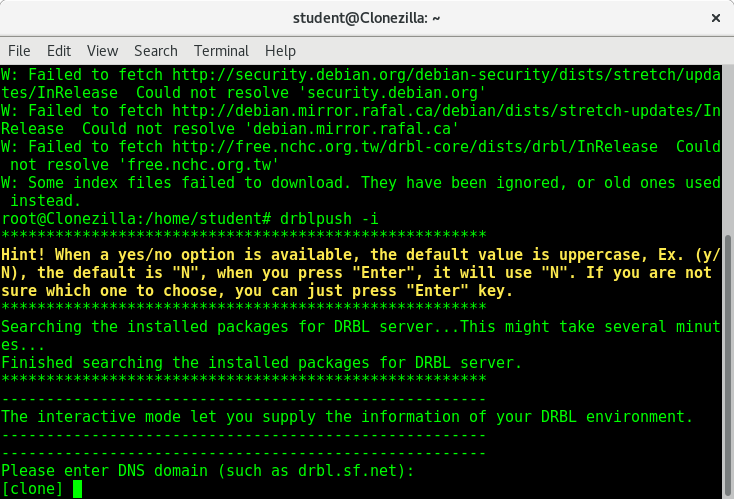 student@Clonezilla: ~
×
File Edit View Search Terminal Help
W: Failed to fetch http://security.debian.org/debian-security/dists/stretch/upda
tes/InRelease  Could not resolve 'security.debian.org'
W: Failed to fetch http://debian.mirror.rafal.ca/debian/dists/stretch-updates/In
Release  Could not resolve 'debian.mirror.rafal.ca'
W: Failed to fetch http://free.nchc.org.tw/drbl-core/dists/drbl/InRelease  Could
 not resolve 'free.nchc.org.tw'
W: Some index files failed to download. They have been ignored, or old ones used
 instead.
root@Clonezilla:/home/student# drblpush -i
******************************************************
Hint! When a yes/no option is available, the default value is uppercase, Ex. (y/
N), the default is "N", when you press "Enter", it will use "N". If you are not
sure which one to choose, you can just press "Enter" key.
******************************************************
Searching the installed packages for DRBL server...This might take several minut
es...
Finished searching the installed packages for DRBL server.
******************************************************
------------------------------------------------------
The interactive mode let you supply the information of your DRBL environment.
------------------------------------------------------
------------------------------------------------------
Please enter DNS domain (such as drbl.sf.net):
[clone]